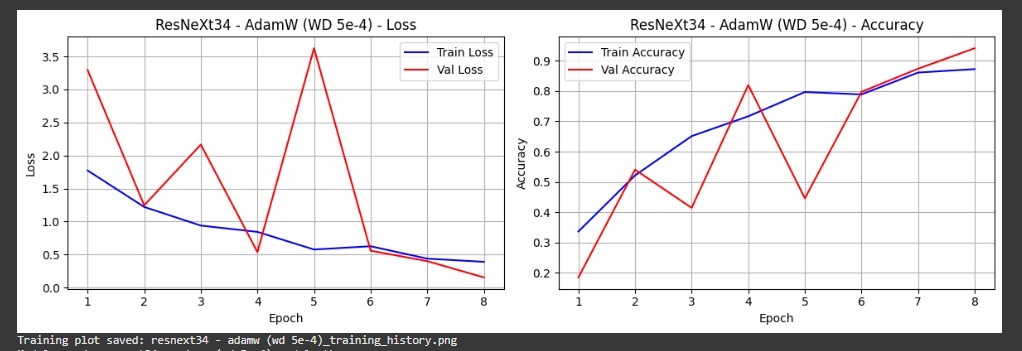 ResNeXt34 - AdamW (WD 5e-4) - Loss
Train Loss
Val Loss
3.5
3.0
2.5
2.0
1.5
1.0
0.5
0.0
Loss
1 2 3 4 5 6 7 8
Epoch
ResNeXt34 - AdamW (WD 5e-4) - Accuracy
Train Accuracy
Val Accuracy
0.9
0.8
0.7
0.6
0.5
0.4
0.3
0.2
Accuracy
1 2 3 4 5 6 7 8
Epoch
Training plot saved: resnext34 - adamw (wd 5e-4)_training_history.png